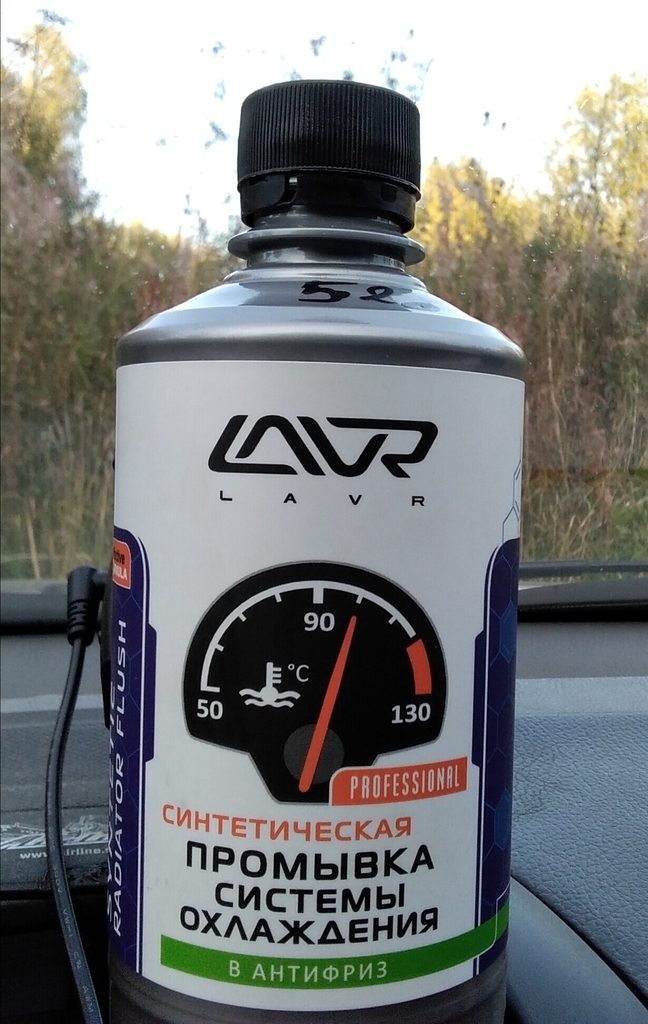 52
LAVR
LAVR
90
°C
50
130
PROFESSIONAL
СИНТЕТИЧЕСКАЯ
ПРОМЫВКА
СИСТЕМЫ
ОХЛАЖДЕНИЯ
В АНТИФРИЗ
RADIATOR FLUSH